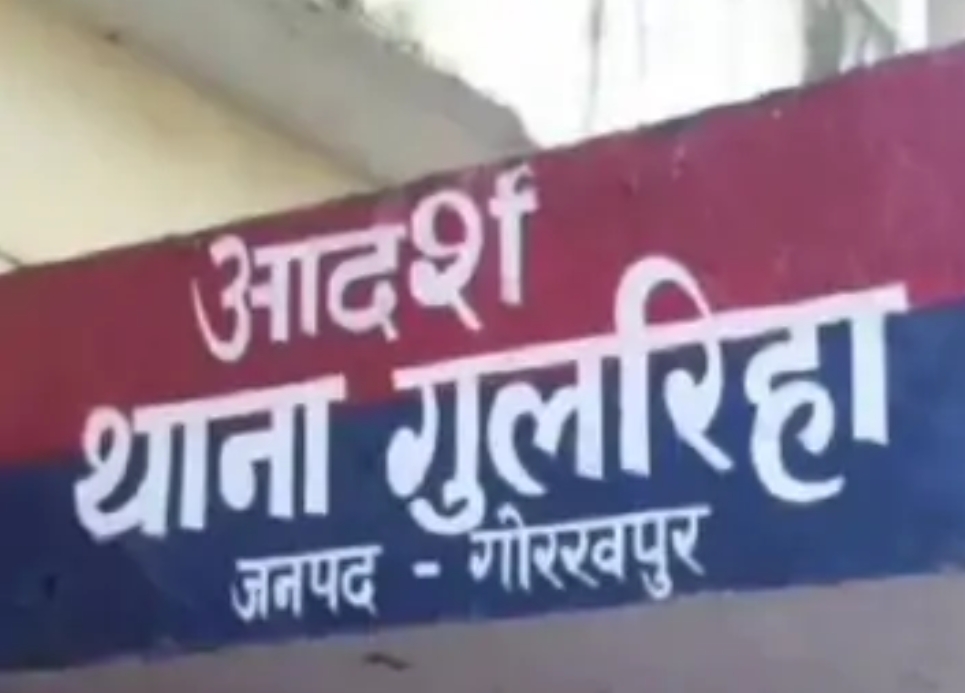 आदर्श
थाना गुलरिहा
जनपद - गोरखपुर